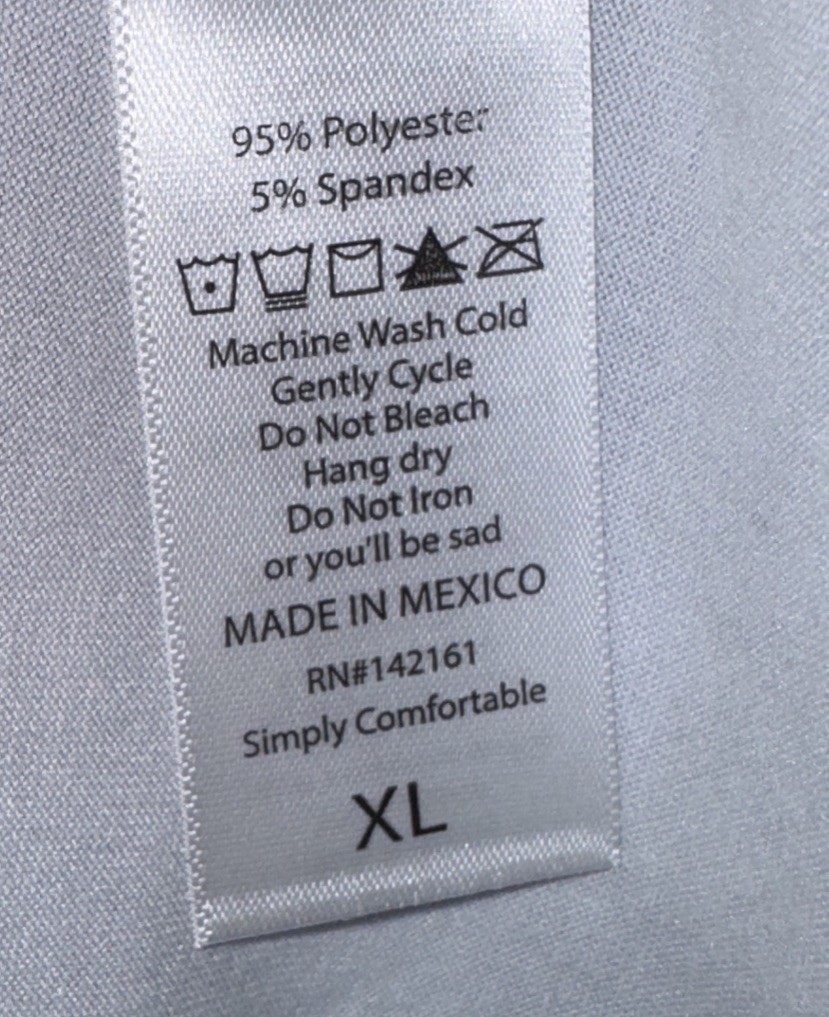 95% Polyester
5% Spandex
Machine Wash Cold
Gently Cycle
Do Not Bleach
Hang dry
Do Not Iron
or you'll be sad
MADE IN MEXICO
RN#142161
Simply Comfortable
XL